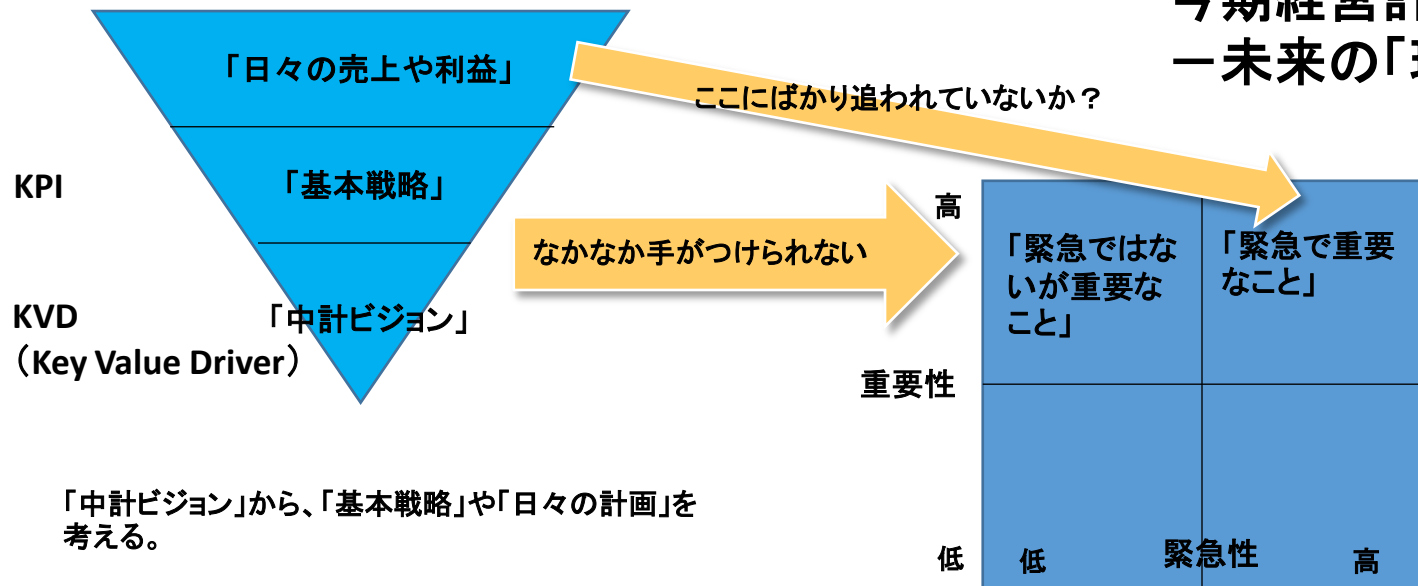 今期経営
ー未来の「
「日々の売上や利益」
ここにばかり追われていないか？
KPI
「基本戦略」
なかなか手がつけられない
高
「緊急ではな
いが重要な
こと」
「緊急で重要
なこと」
KVD
（Key Value Driver）
「中計ビジョン」
重要性
「中計ビジョン」から、「基本戦略」や「日々の計画」を
考える。
低
低
緊急性
高